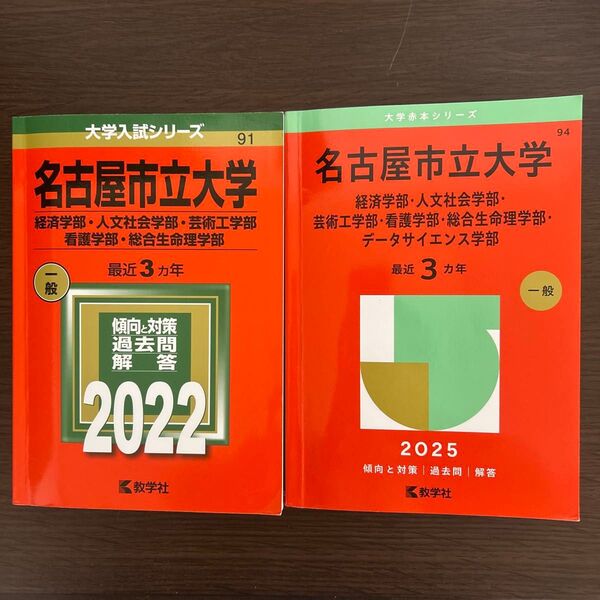 大学入試シリーズ
91
名古屋市立大学
経済学部・人文社会学部・芸術工学部
看護学部・総合生命理学部
最近3ヵ年
一般
傾向と対策
過去問
解答
2022
教学社
大学赤本シリーズ
94
名古屋市立大学
経済学部・人文社会学部・
芸術工学部・看護学部・総合生命理学部・
データサイエンス学部
最近3ヵ年
一般
2025
傾向と対策|過去問|解答
教学社